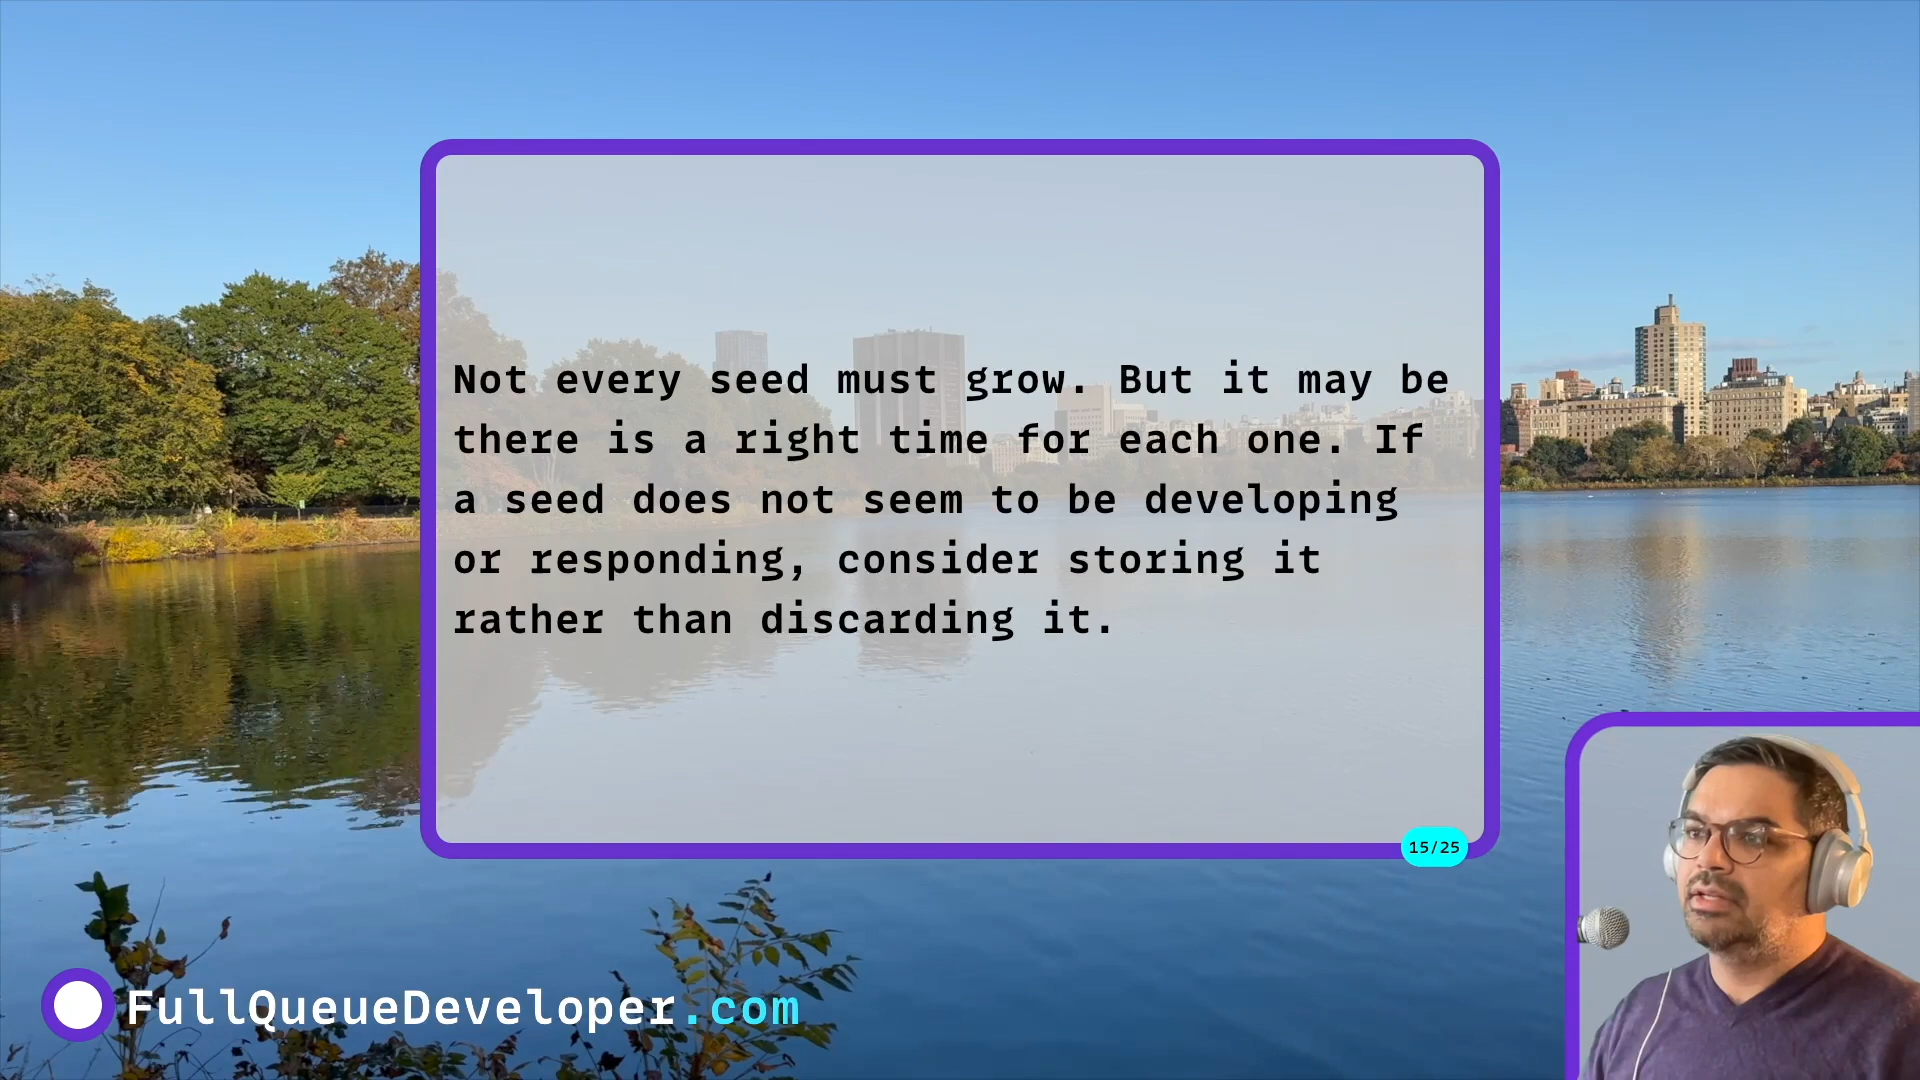 Not every seed must grow. But it may be
there is a right time for each one. If
a seed does not seem to be developing
or responding, consider storing it
rather than discarding it.
15/25
FullQueueDeveloper.com